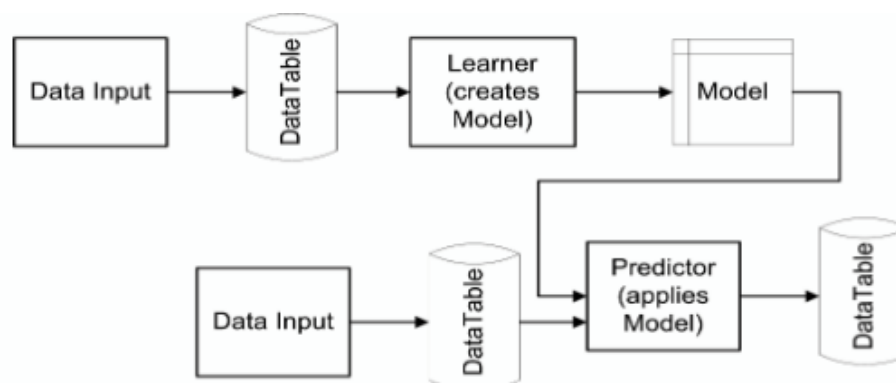 Data Input
DataTable
Learner
(creates
Model)
Model
Data Input
DataTable
Predictor
(applies
Model)
DataTable